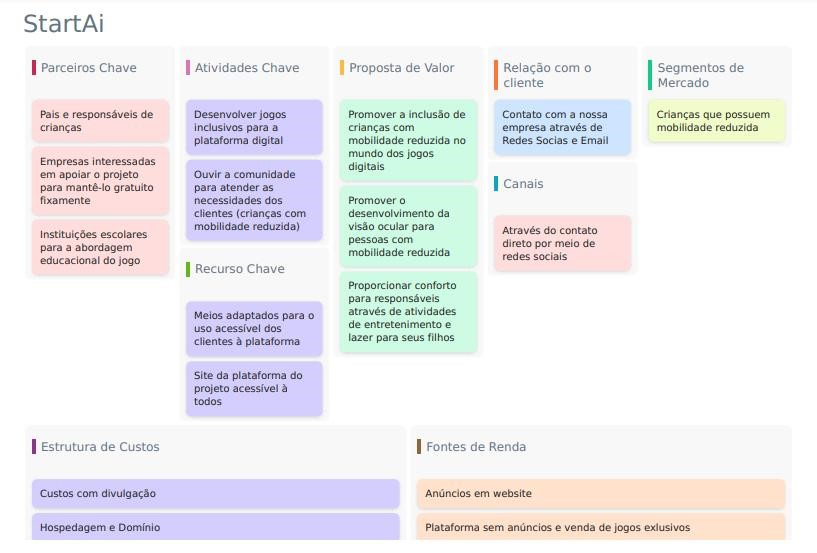 StartAi
Parceiros Chave
Pais e responsáveis de
crianças
Empresas interessadas
em apoiar o projeto
para mantê-lo gratuito
fixamente
Instituições escolares
para a abordagem
educacional do jogo
Atividades Chave
Desenvolver jogos
inclusivos para a
plataforma digital
Ouvir a comunidade
para atender as
necessidades dos
clientes (crianças com
mobilidade reduzida)
Recurso Chave
Meios adaptados para o
uso acessível dos
clientes à plataforma
Site da plataforma do
projeto acessível à
todos
Proposta de Valor
Promover a inclusão de
crianças com
mobilidade reduzida no
mundo dos jogos
digitais
Promover o
desenvolvimento da
visão ocular para
pessoas com
mobilidade reduzida
Proporcionar conforto
para responsáveis
através de atividades
de entretenimento e
lazer para seus filhos
Relação com o
cliente
Contato com a nossa
empresa através de
Redes Socias e Email
Canais
Através do contato
direto por meio de
redes sociais
Segmentos de
Mercado
Crianças que possuem
mobilidade reduzida
Estrutura de Custos
Custos com divulgação
Hospedagem e Domínio
Fontes de Renda
Anúncios em website
Plataforma sem anúncios e venda de jogos exlusivos